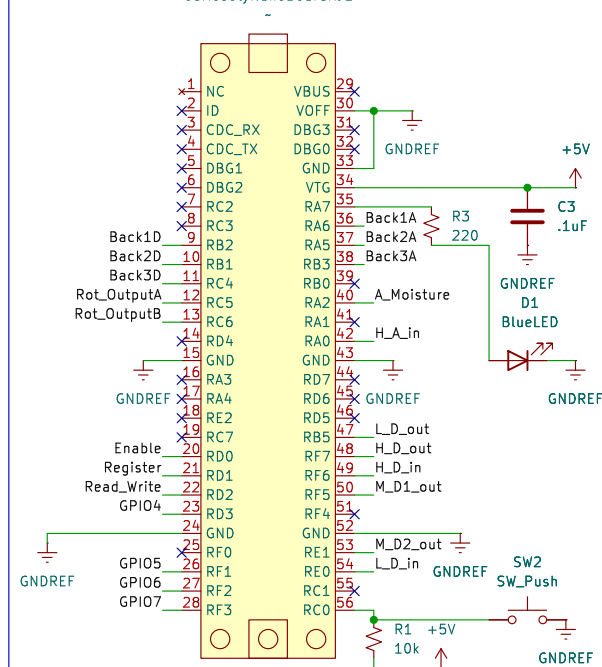 ~
1 NC VBUS 29
2 ID VOFF 30
3 CDC_RX DBG3 31
4 CDC_TX DBG0 32
GNDREF
5 DBG1 GND 33
+5V
6 DBG2 VTG 34
7 RC2 RA7 35
C3
.1uF
8 RC3 RA6 36 Back1A
R3
220
Back1D 9 RB2 RA5 37 Back2A
Back2D 10 RB1 RB3 38 Back3A
Back3D 11 RC4 RB0 39
GNDREF
Rot_OutputA 12 RC5 RA2 40 A_Moisture
D1
BlueLED
Rot_OutputB 13 RC6 RA1 41
14 RD4 RA0 42 H_A_in
15 GND GND 43
GNDREF
16 RA3 RD7 44
17 RA4 RD6 45
GNDREF
GNDREF
18 RE2 RD5 46
19 RC7 RB5 47 L_D_out
Enable 20 RD0 RF7 48 H_D_out
Register 21 RD1 RF6 49 H_D_in
Read_Write 22 RD2 RF5 50 M_D1_out
GPIO4 23 RD3 RF4 51
24 GND GND 52
GNDREF
25 RF0 RE1 53 M_D2_out
GPIO5 26 RF1 RE0 54 L_D_in
GNDREF
SW2
SW_Push
GPIO6 27 RF2 RC1 55
GPIO7 28 RF3 RC0 56
R1
10k
+5V
GNDREF